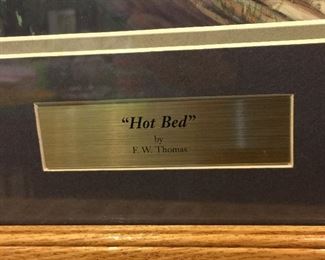 “Hot Bed”
by
F. W. Thomas